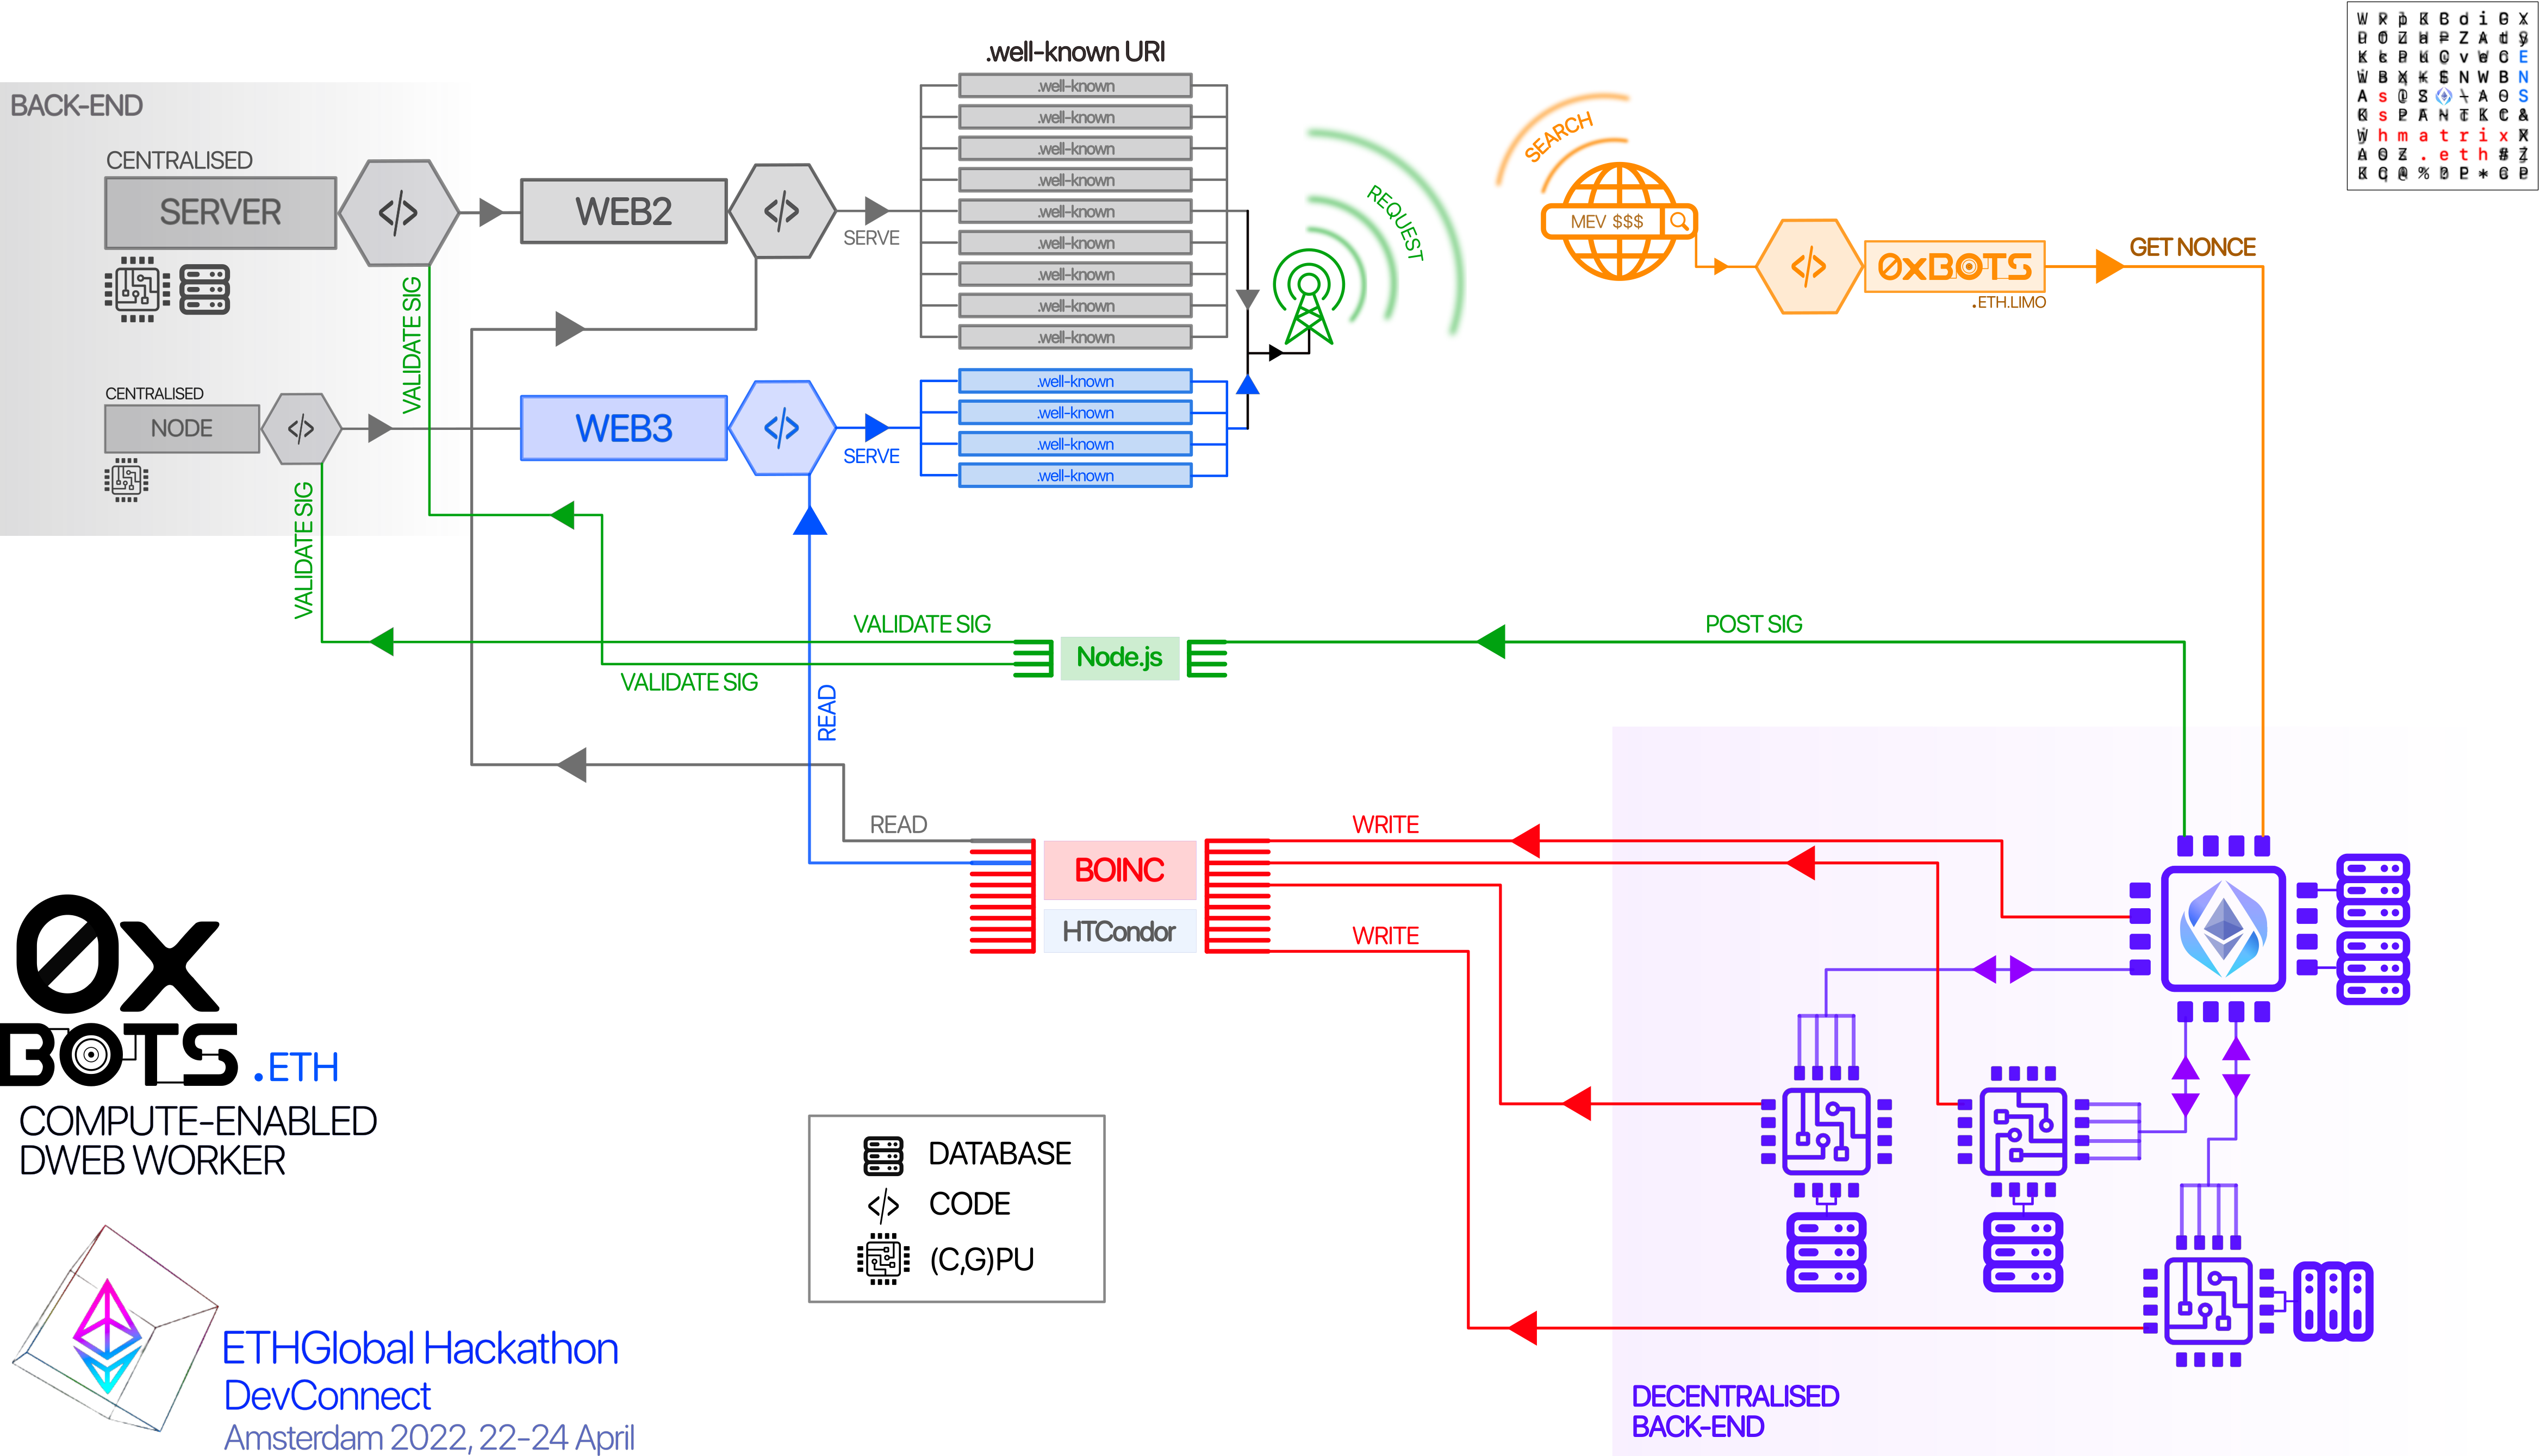 .well-known URI
BACK-END
CENTRALISED
SERVER
</>
WEB2
</>
SERVE
.well-known
.well-known
.well-known
.well-known
.well-known
.well-known
.well-known
.well-known
.well-known
REQUEST
SEARCH
MEV $$$
</>
0xBOTS
.ETH.LIMO
GET NONCE
E
N
s
S
s
hmatrix
.eth
VALIDATE SIG
CENTRALISED
NODE
</>
WEB3
</>
SERVE
.well-known
.well-known
.well-known
.well-known
VALIDATE SIG
VALIDATE SIG
VALIDATE SIG
Node.js
POST SIG
READ
READ
BOINC
HTCondor
WRITE
WRITE
0x
BOTS
.ETH
COMPUTE-ENABLED
DWEB WORKER
DATABASE
</> CODE
(C,G)PU
ETHGlobal Hackathon
DevConnect
Amsterdam 2022, 22-24 April
DECENTRALISED
BACK-END